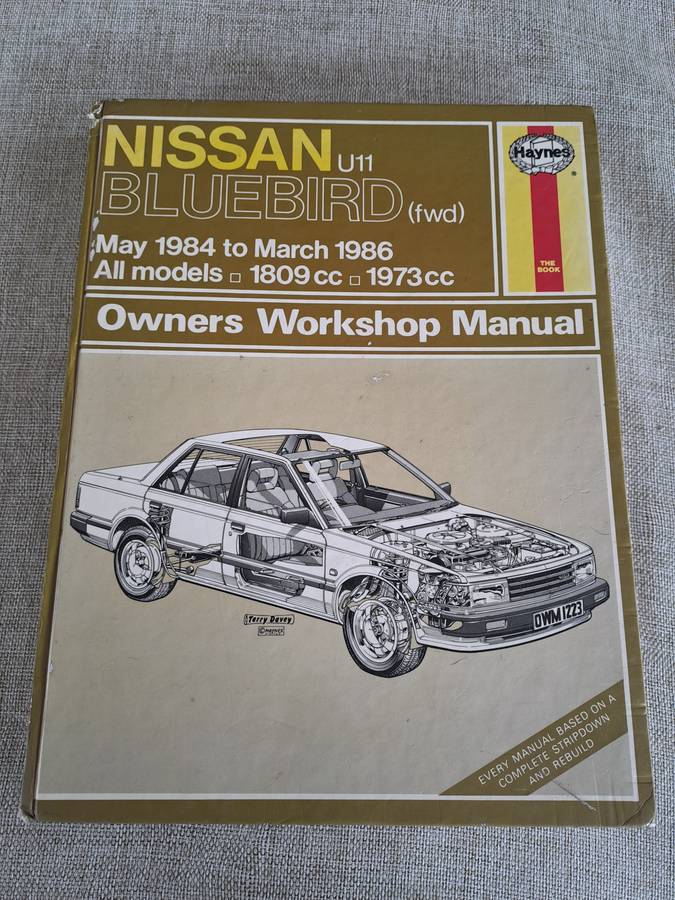 NISSAN U11
BLUEBIRD (fwd)
May 1984 to March 1986
All models □ 1809 cc □ 1973 cc
Haynes
®
THE
BOOK
Owners Workshop Manual
Terry Davey
© HAYNES
OWM 1223
EVERY MANUAL BASED ON A
COMPLETE STRIPDOWN
AND REBUILD